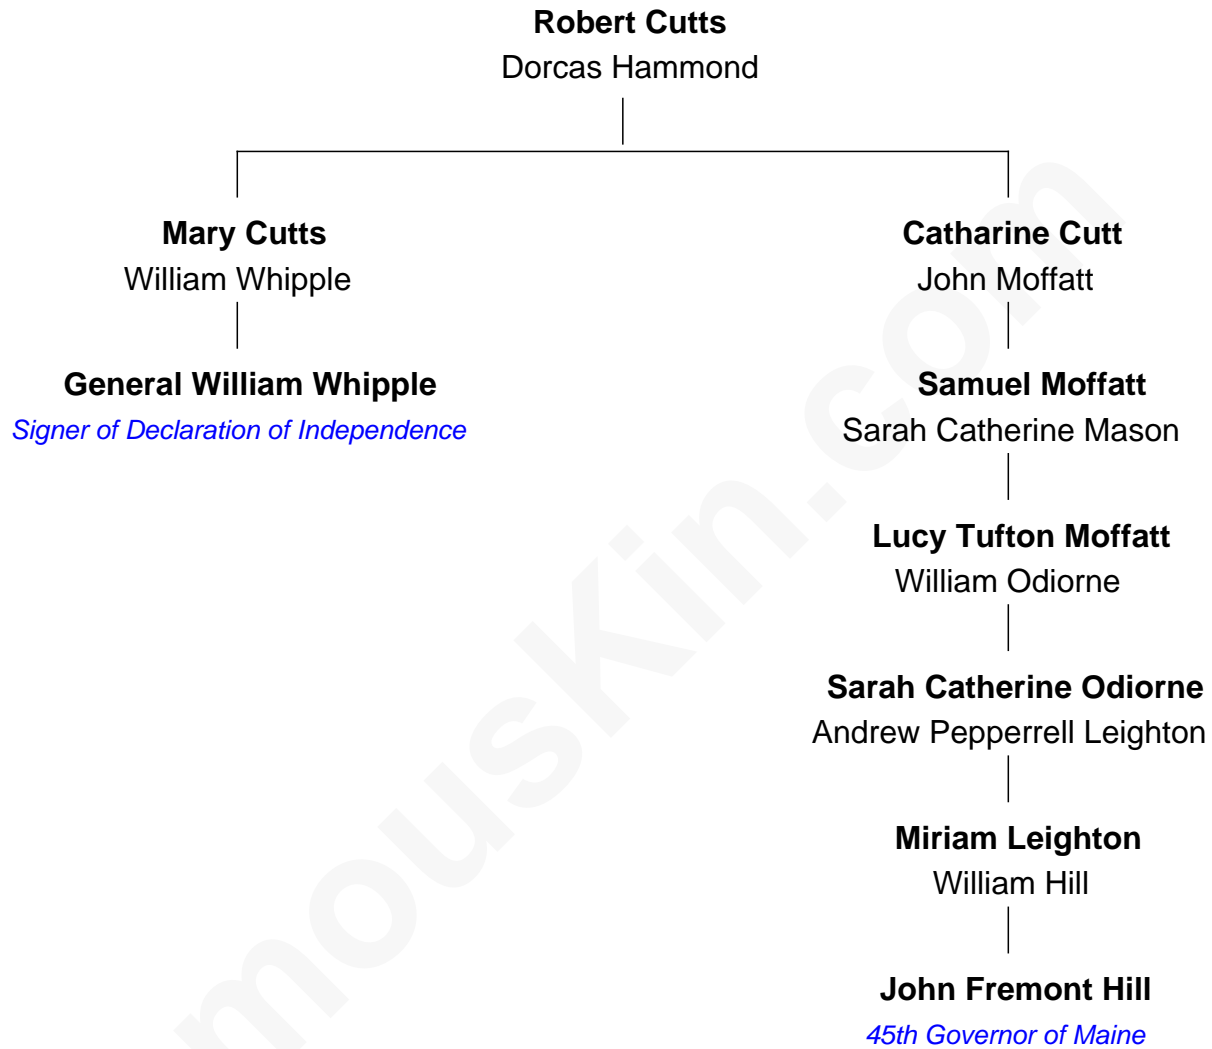 Robert Cutts
Dorcas Hammond
Mary Cutts
William Whipple
General William Whipple
Signer of Declaration of Independence
Catharine Cutt
John Moffatt
Samuel Moffatt
Sarah Catherine Mason
Lucy Tufton Moffatt
William Odiorne
Sarah Catherine Odiorne
Andrew Pepperrell Leighton
Miriam Leighton
William Hill
John Fremont Hill
45th Governor of Maine
mouskin.com